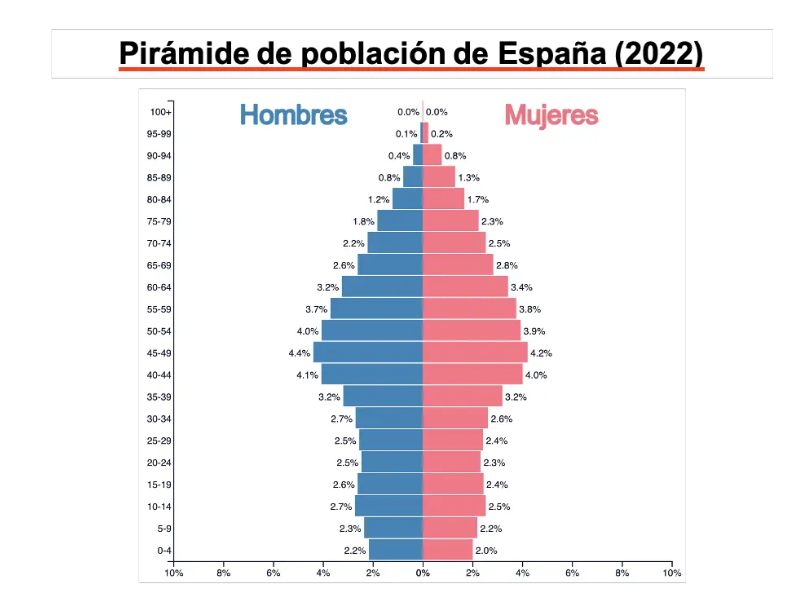 Pirámide de población de España (2022)
Hombres Mujeres
100+ 0.0% 0.0%
95-99 0.1% 0.2%
90-94 0.4% 0.8%
85-89 0.8% 1.3%
80-84 1.2% 1.7%
75-79 1.8% 2.3%
70-74 2.2% 2.5%
65-69 2.6% 2.8%
60-64 3.2% 3.4%
55-59 3.7% 3.8%
50-54 4.0% 3.9%
45-49 4.4% 4.2%
40-44 4.1% 4.0%
35-39 3.2% 3.2%
30-34 2.7% 2.6%
25-29 2.5% 2.4%
20-24 2.5% 2.3%
15-19 2.6% 2.4%
10-14 2.7% 2.5%
5-9 2.3% 2.2%
0-4 2.2% 2.0%
10% 8% 6% 4% 2% 0% 2% 4% 6% 8% 10%